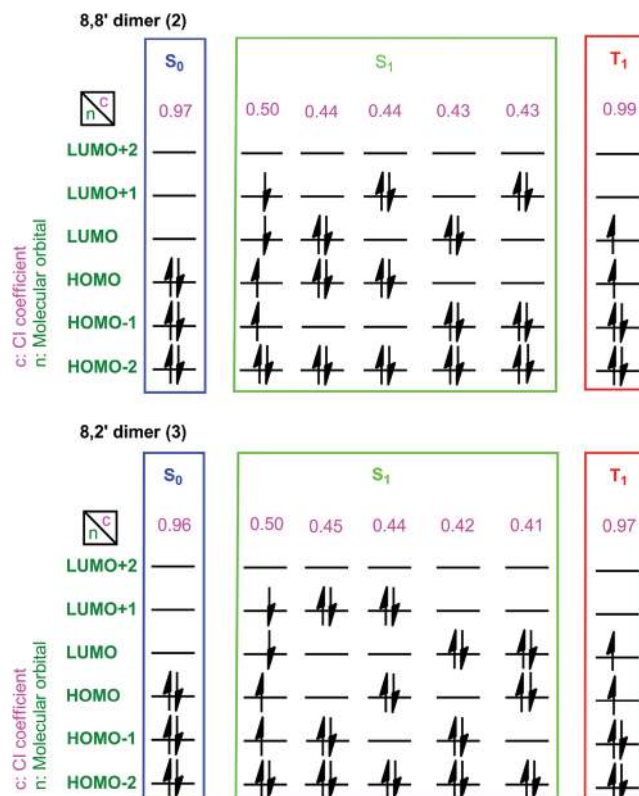 8,8' dimer (2)
S₀
S₁
T₁
n c
0.97
0.50 0.44 0.44 0.43 0.43
0.99
LUMO+2
LUMO+1
LUMO
HOMO
HOMO-1
HOMO-2
c: CI coefficient
n: Molecular orbital
8,2' dimer (3)
S₀
S₁
T₁
n c
0.96
0.50 0.45 0.44 0.42 0.41
0.97
LUMO+2
LUMO+1
LUMO
HOMO
HOMO-1
HOMO-2
c: CI coefficient
n: Molecular orbital